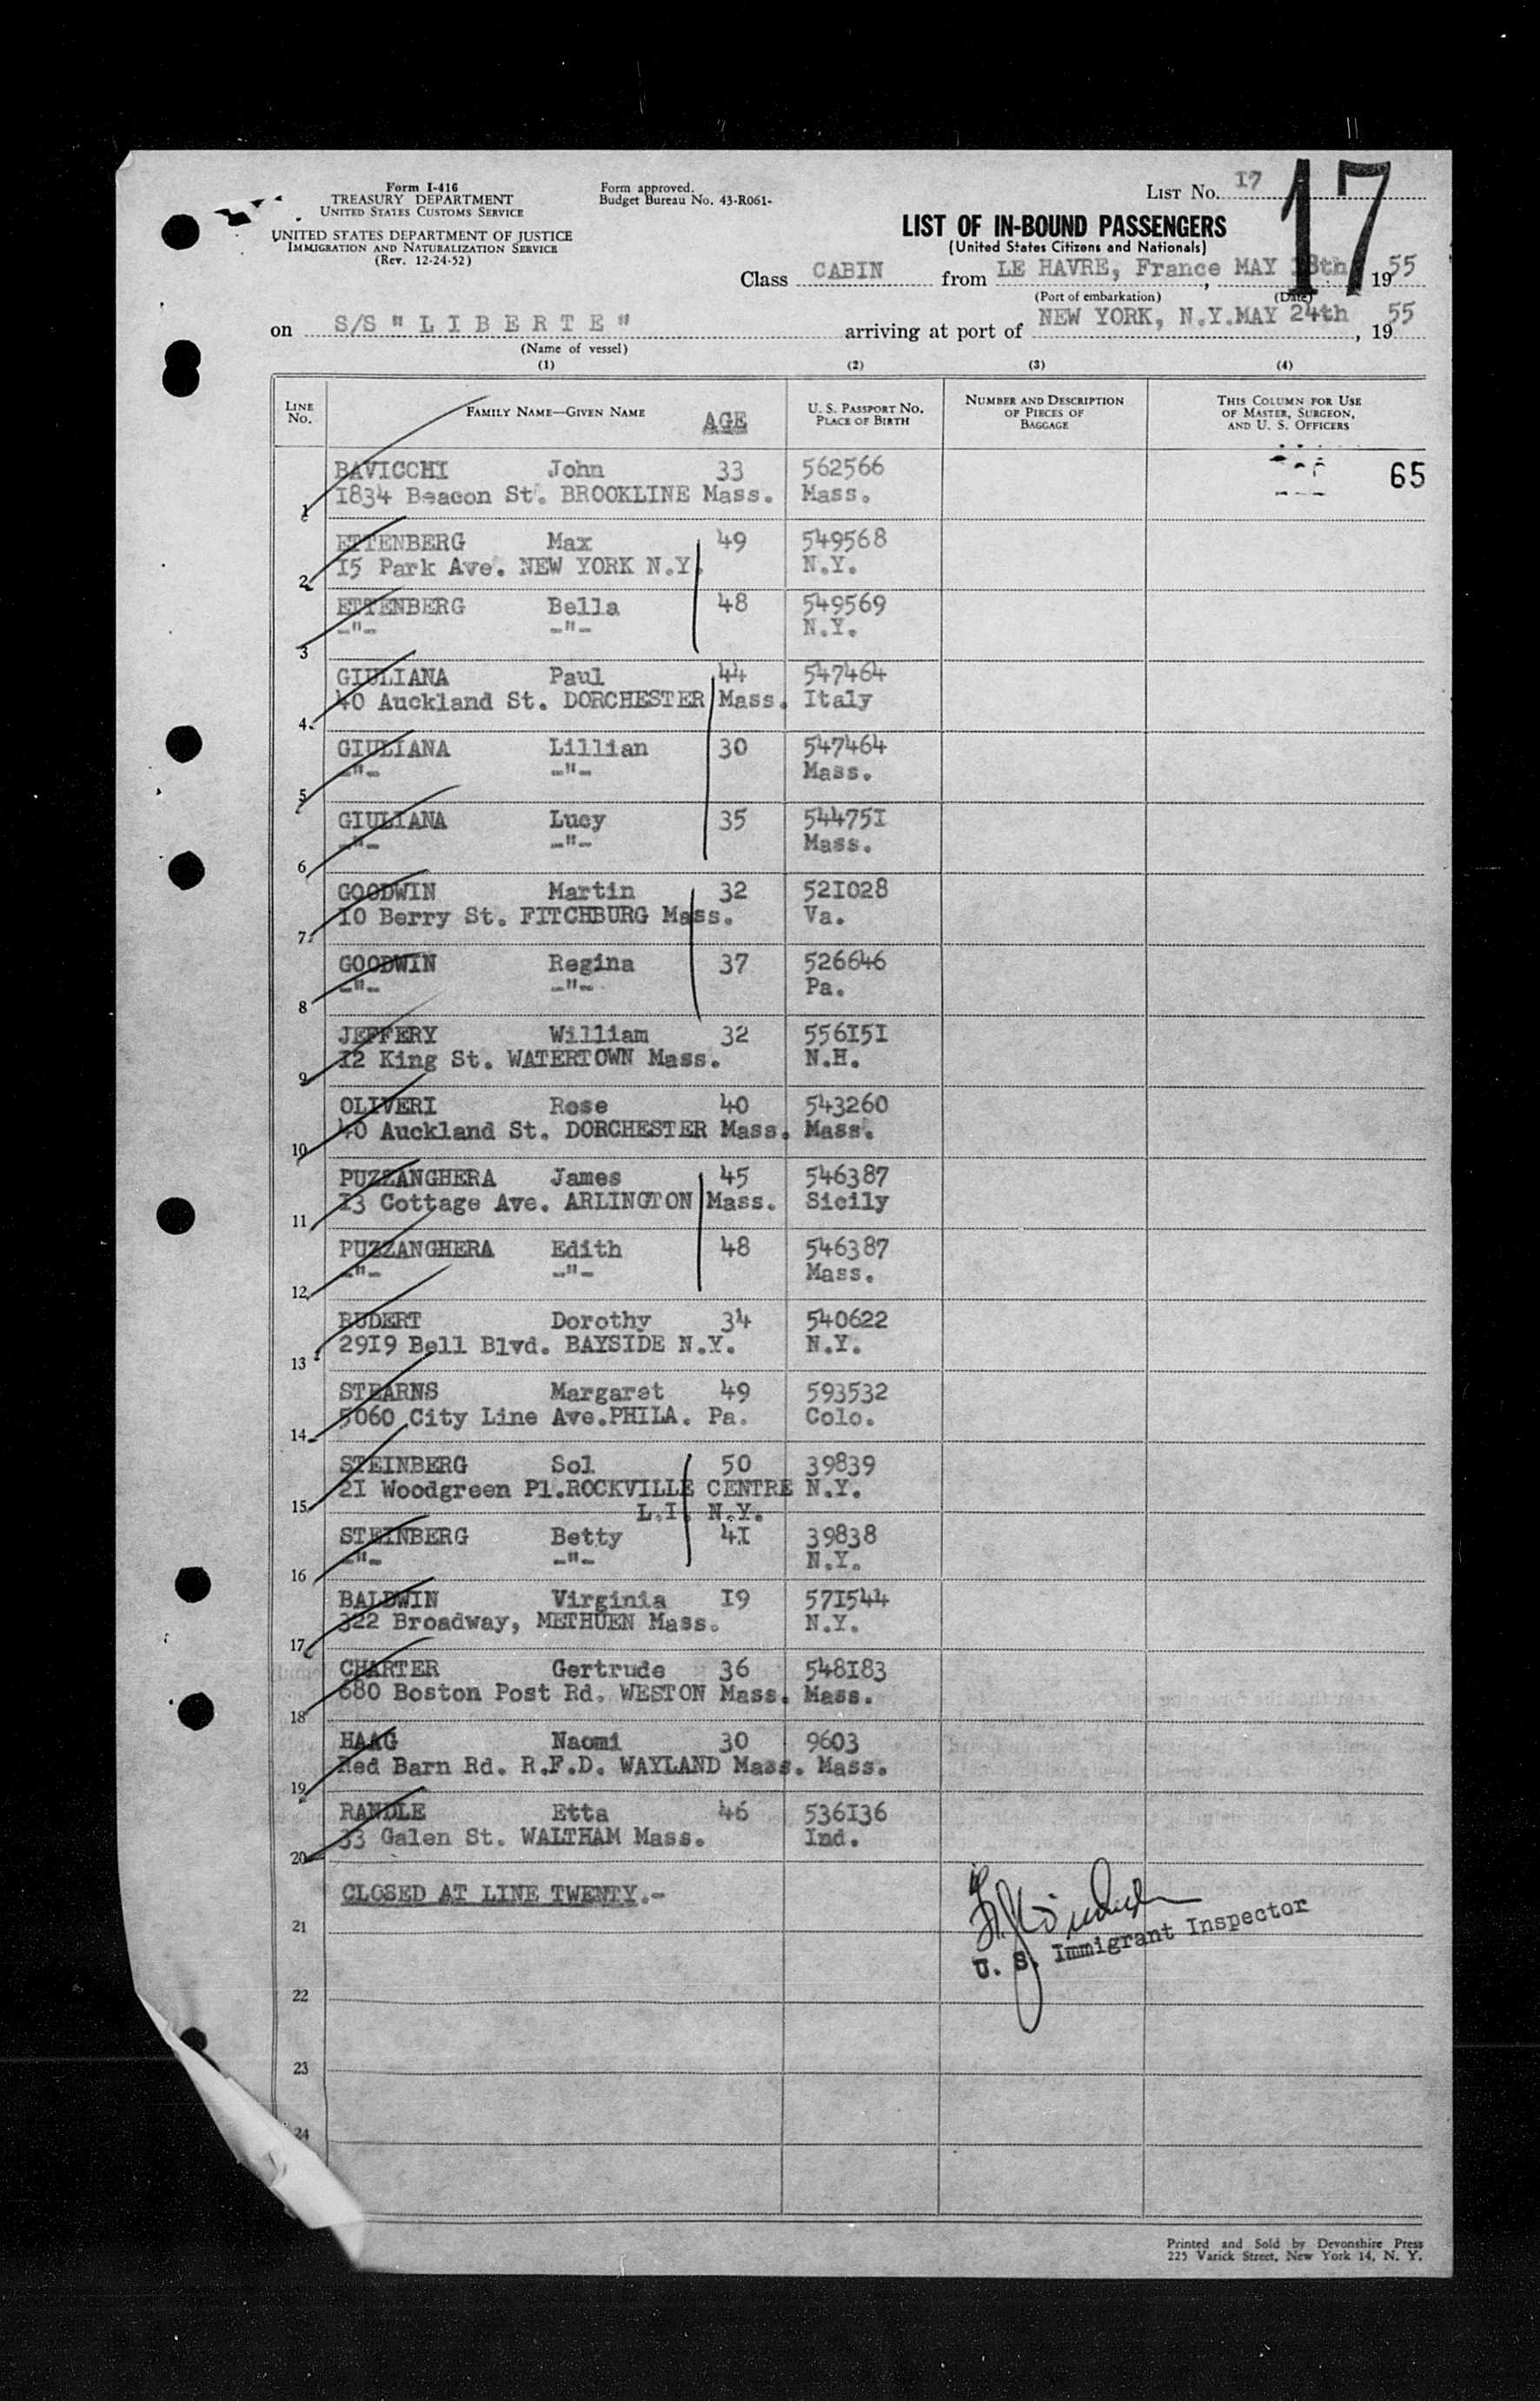 Form I-416
TREASURY DEPARTMENT
UNITED STATES CUSTOMS SERVICE
UNITED STATES DEPARTMENT OF JUSTICE
IMMIGRATION AND NATURALIZATION SERVICE
(Rev. 12-24-52)
Form approved.
Budget Bureau No. 43-R061-
LIST No. 17
17
LIST OF IN-BOUND PASSENGERS
(United States Citizens and Nationals)
Class CABIN from LE HAVRE, France, MAY 18th 1955
(Port of embarkation) (Date)
on S/S "LIBERTE" arriving at port of NEW YORK, N.Y. MAY 24th, 1955
(Name of vessel)
(1) (2) (3) (4)
LINE No. FAMILY NAME—GIVEN NAME AGE U. S. PASSPORT NO. PLACE OF BIRTH NUMBER AND DESCRIPTION OF PIECES OF BAGGAGE THIS COLUMN FOR USE OF MASTER, SURGEON, AND U. S. OFFICERS
BAVICCHI John 33 562566 65
1 1834 Beacon St. BROOKLINE Mass. Mass.
ETTENBERG Max 49 549568
2 15 Park Ave. NEW YORK N.Y. N.Y.
ETTENBERG Bella 48 549569
3 -"- -"- N.Y.
GIULIANA Paul 44 547464
4 40 Auckland St. DORCHESTER Mass. Italy
GIULIANA Lillian 30 547464
5 -"- -"- Mass.
GIULIANA Lucy 35 544751
6 -"- -"- Mass.
GOODWIN Martin 32 521028
7 10 Berry St. FITCHBURG Mass. Va.
GOODWIN Regina 37 526646
8 -"- -"- Pa.
JEFFERY William 32 556151
9 12 King St. WATERTOWN Mass. N.H.
OLIVERI Rose 40 543260
10 40 Auckland St. DORCHESTER Mass. Mass.
PUZZANGHERA James 45 546387
11 13 Cottage Ave. ARLINGTON Mass. Sicily
PUZZANGHERA Edith 48 546387
12 -"- -"- Mass.
RUDERT Dorothy 34 540622
13 2919 Bell Blvd. BAYSIDE N.Y. N.Y.
STEARNS Margaret 49 593532
14 5060 City Line Ave.PHILA. Pa. Colo.
STEINBERG Sol 50 39839
15 21 Woodgreen Pl.ROCKVILLE CENTRE N.Y.
L.I. N.Y.
STEINBERG Betty 41 39838
16 -"- -"- N.Y.
BALDWIN Virginia 19 571544
17 322 Broadway, METHUEN Mass. N.Y.
CHARTER Gertrude 36 548183
18 680 Boston Post Rd. WESTON Mass. Mass.
HAAG Naomi 30 9603
19 Red Barn Rd. R.F.D. WAYLAND Mass. Mass.
RANDLE Etta 46 536136
20 33 Galen St. WALTHAM Mass. Ind.
CLOSED AT LINE TWENTY.-
21
U. S. Immigrant Inspector
22
23
24
Printed and Sold by Devonshire Press
225 Varick Street, New York 14, N. Y.